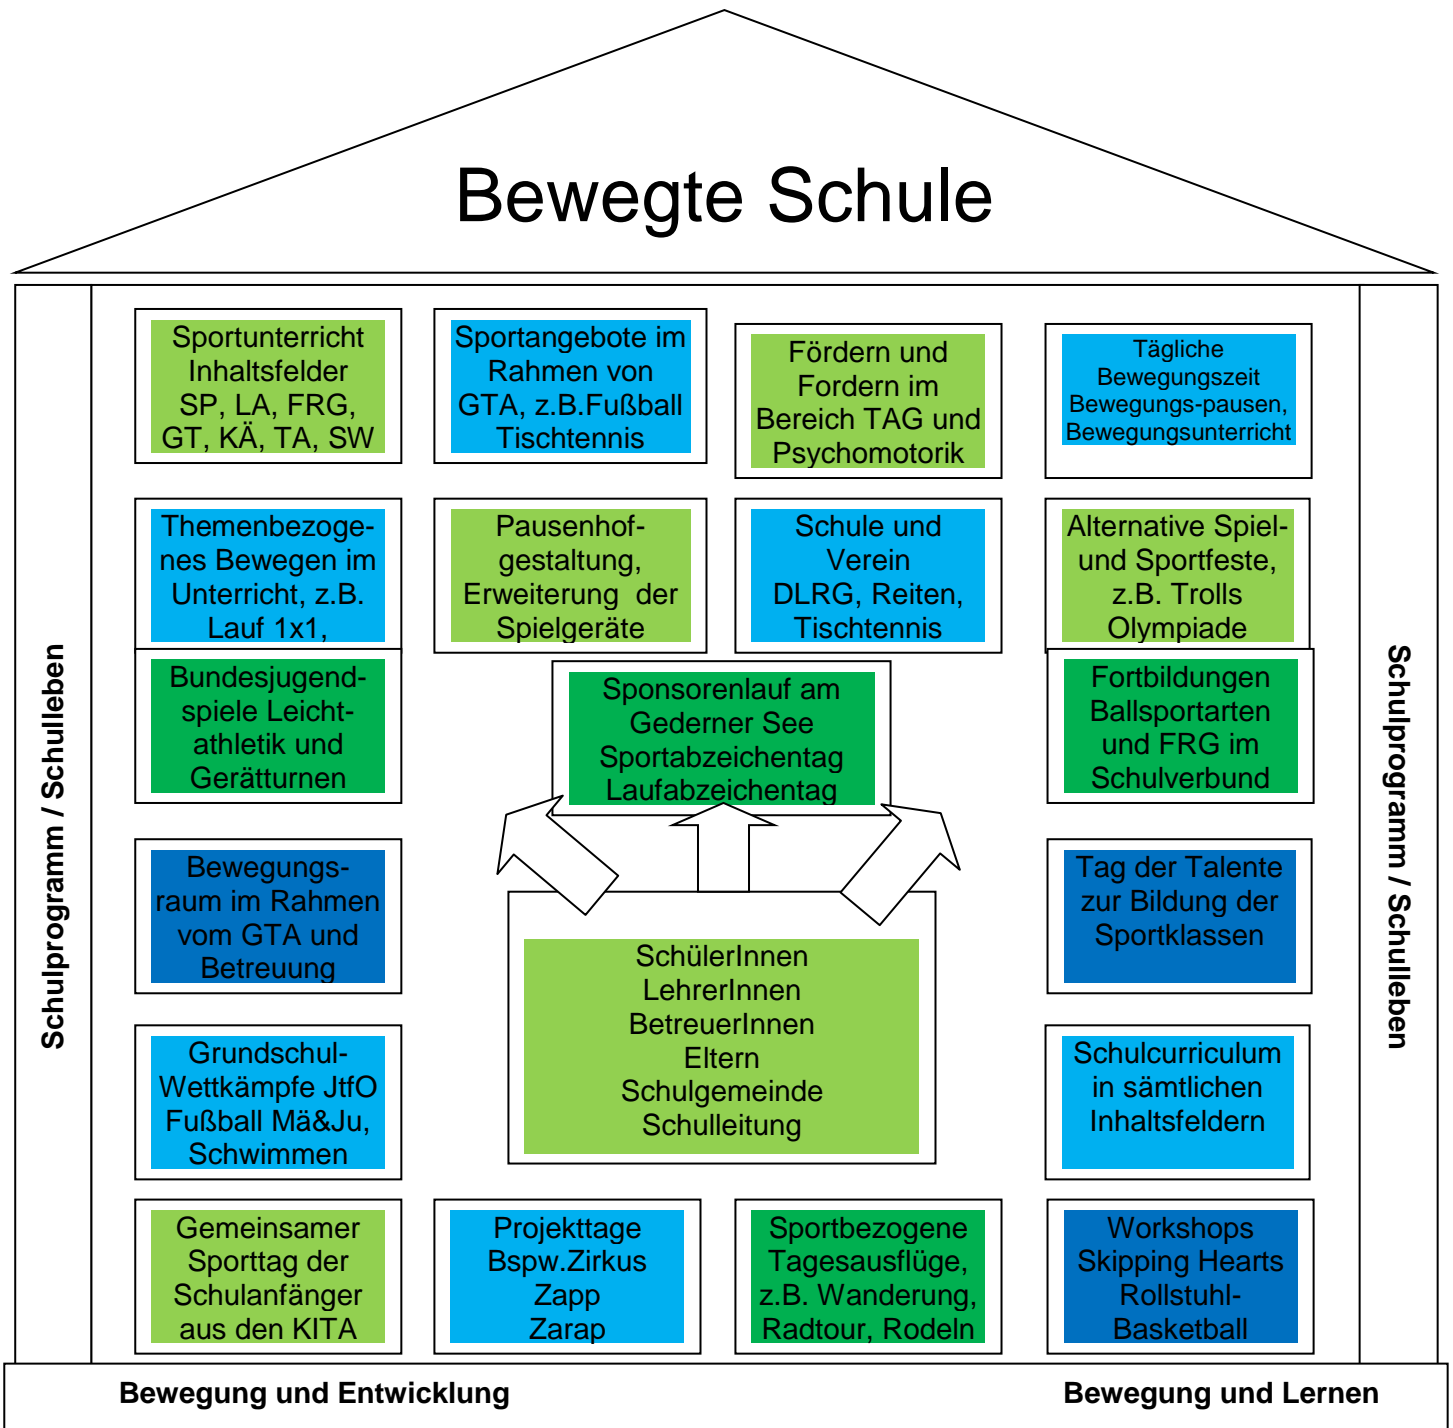 Bewegte Schule
Sportunterricht
Inhaltsfelder
SP, LA, FRG,
GT, KÄ, TA, SW
Sportangebote im
Rahmen von
GTA, z.B.Fußball
Tischtennis
Fördern und
Fordern im
Bereich TAG und
Psychomotorik
Tägliche
Bewegungszeit
Bewegungs-pausen,
Bewegungsunterricht
Themenbezoge-
nes Bewegen im
Unterricht, z.B.
Lauf 1x1,
Pausenhof-
gestaltung,
Erweiterung der
Spielgeräte
Schule und
Verein
DLRG, Reiten,
Tischtennis
Alternative Spiel-
und Sportfeste,
z.B. Trolls
Olympiade
Bundesjugend-
spiele Leicht-
athletik und
Gerätturnen
Sponsorenlauf am
Gederner See
Sportabzeichentag
Laufabzeichentag
Fortbildungen
Ballsportarten
und FRG im
Schulverbund
Schulprogramm / Schulleben
Schulprogramm / Schulleben
Bewegungs-
raum im Rahmen
vom GTA und
Betreuung
SchülerInnen
LehrerInnen
BetreuerInnen
Eltern
Schulgemeinde
Schulleitung
Tag der Talente
zur Bildung der
Sportklassen
Grundschul-
Wettkämpfe JtfO
Fußball Mä&Ju,
Schwimmen
Schulcurriculum
in sämtlichen
Inhaltsfeldern
Gemeinsamer
Sporttag der
Schulanfänger
aus den KITA
Projekttage
Bspw.Zirkus
Zapp
Zarap
Sportbezogene
Tagesausflüge,
z.B. Wanderung,
Radtour, Rodeln
Workshops
Skipping Hearts
Rollstuhl-
Basketball
Bewegung und Entwicklung
Bewegung und Lernen